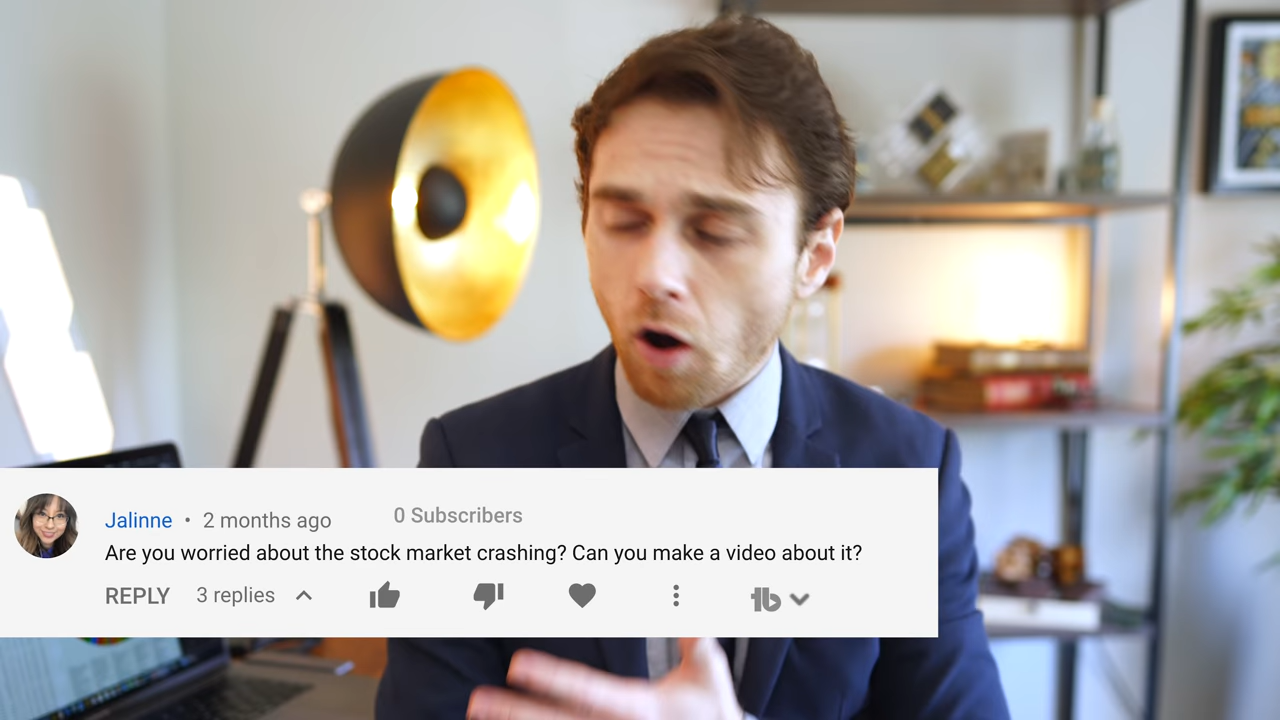 Jalinne • 2 months ago 0 Subscribers
Are you worried about the stock market crashing? Can you make a video about it?
REPLY 3 replies